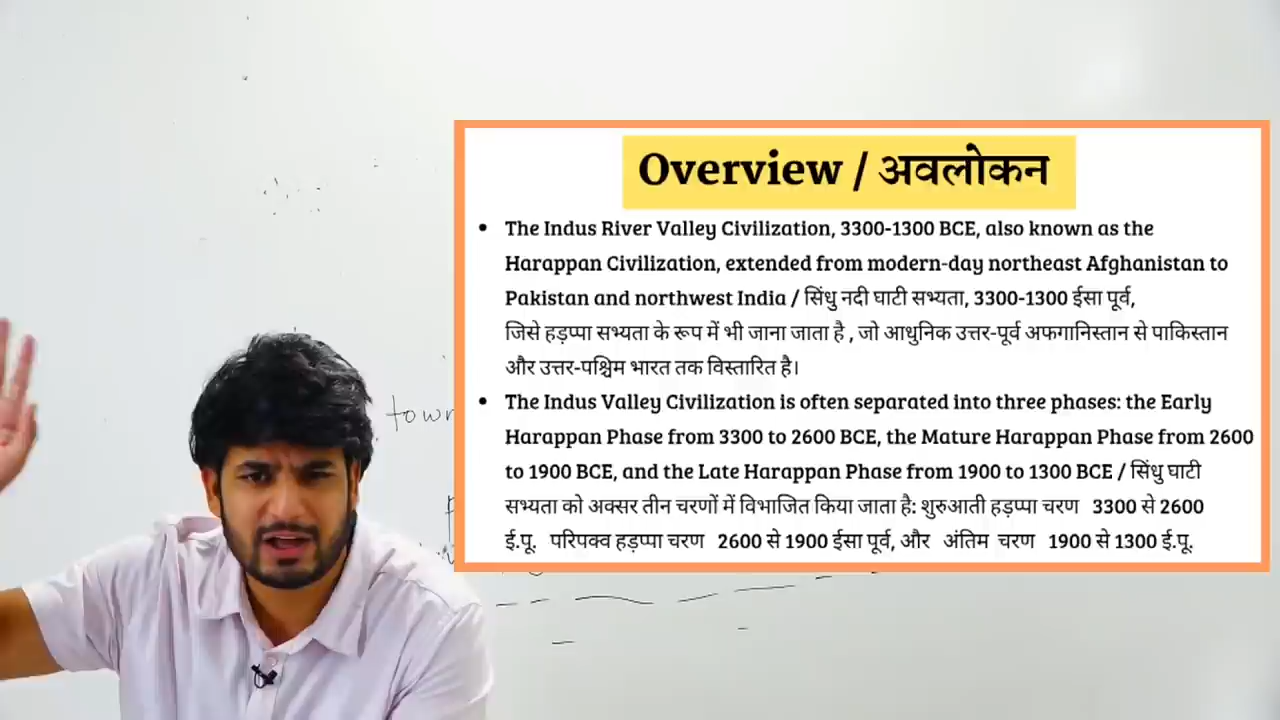 Overview / अवलोकन
• The Indus River Valley Civilization, 3300-1300 BCE, also known as the
Harappan Civilization, extended from modern-day northeast Afghanistan to
Pakistan and northwest India / सिंधु नदी घाटी सभ्यता, 3300-1300 ईसा पूर्व,
जिसे हड़प्पा सभ्यता के रूप में भी जाना जाता है , जो आधुनिक उत्तर-पूर्व अफगानिस्तान से पाकिस्तान
और उत्तर-पश्चिम भारत तक विस्तारित है।
• The Indus Valley Civilization is often separated into three phases: the Early
Harappan Phase from 3300 to 2600 BCE, the Mature Harappan Phase from 2600
to 1900 BCE, and the Late Harappan Phase from 1900 to 1300 BCE / सिंधु घाटी
सभ्यता को अक्सर तीन चरणों में विभाजित किया जाता है: शुरुआती हड़प्पा चरण 3300 से 2600
ई.पू. परिपक्व हड़प्पा चरण 2600 से 1900 ईसा पूर्व, और अंतिम चरण 1900 से 1300 ई.पू.